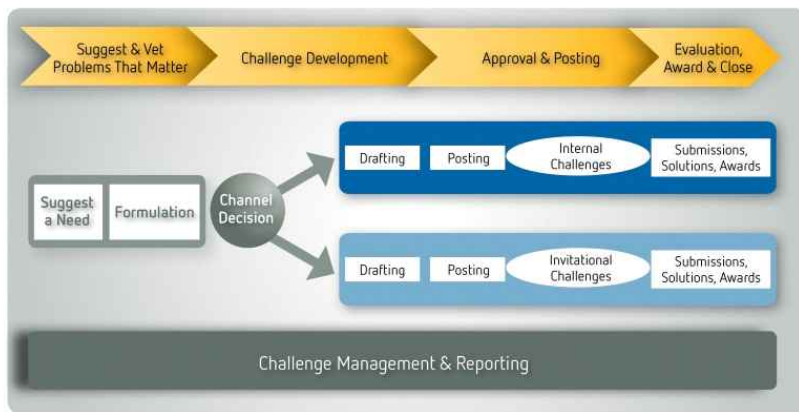 Suggest & Vet
Problems That Matter
Challenge Development
Approval & Posting
Evaluation,
Award & Close
Suggest
a Need
Formulation
Channel
Decision
Drafting
Posting
Internal
Challenges
Submissions,
Solutions, Awards
Drafting
Posting
Invitational
Challenges
Submissions,
Solutions, Awards
Challenge Management & Reporting